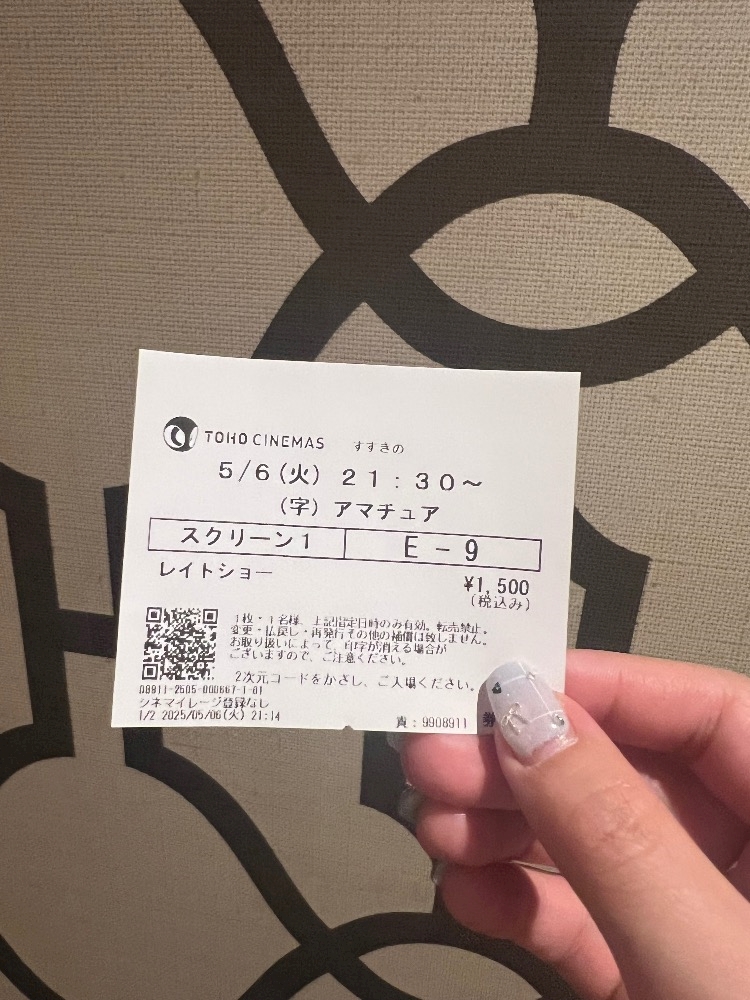 TOHO CINEMAS すすきの
5/6(火) 21:30～
(字) アマチュア
スクリーン1 E-9
レイトショー
¥1,500
(税込み)
1枚・1名様、上記指定日時のみ有効。転売禁止。
変更・払戻し・再発行その他の補償は致しません。
お取り扱いによって、印字が消える場合が
ございますので、ご注意ください。
2次元コードをかざし、ご入場ください。
08911-2505-000667-1-01
シネマイレージ登録なし
1/2 2025/05/06(火) 21:14 責:9908911 券